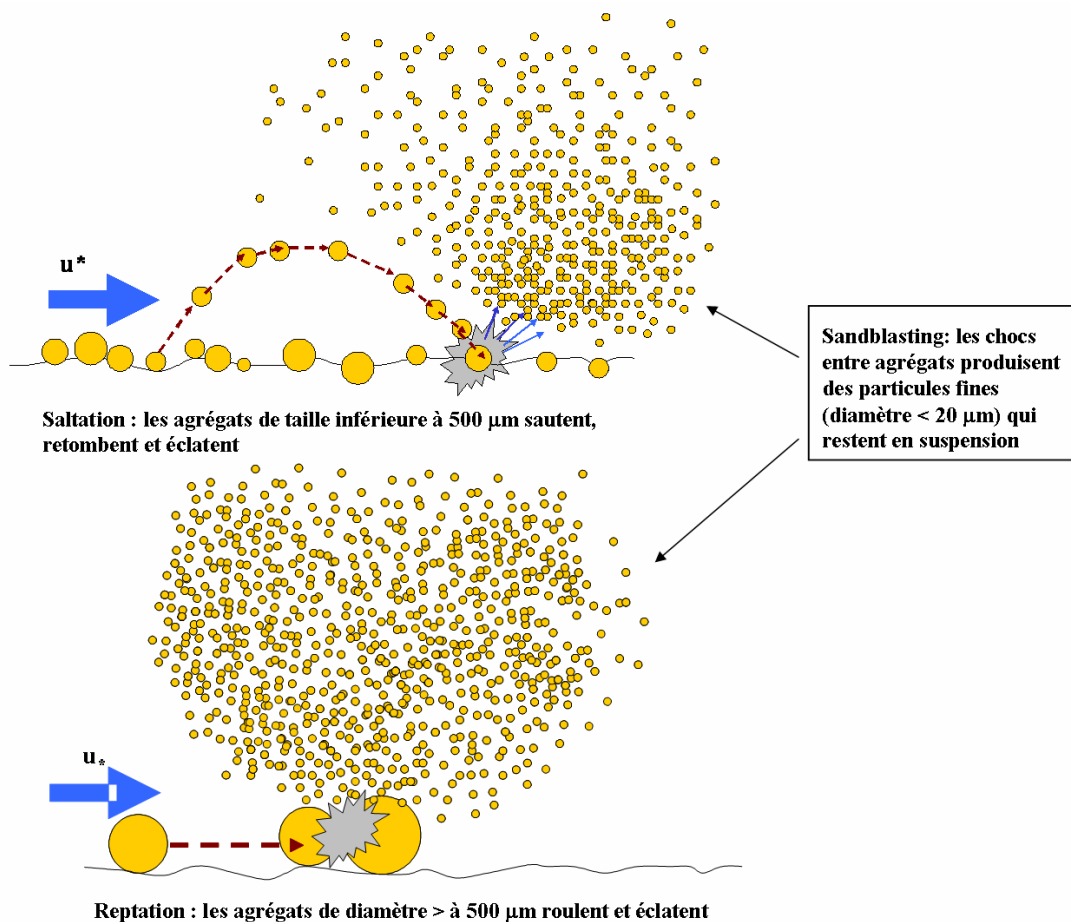 u*
Sandblasting: les chocs
entre agrégats produisent
des particules fines
(diamètre < 20 μm) qui
restent en suspension
Saltation : les agrégats de taille inférieure à 500 μm sautent,
retombent et éclatent
u*
Reptation : les agrégats de diamètre > à 500 μm roulent et éclatent